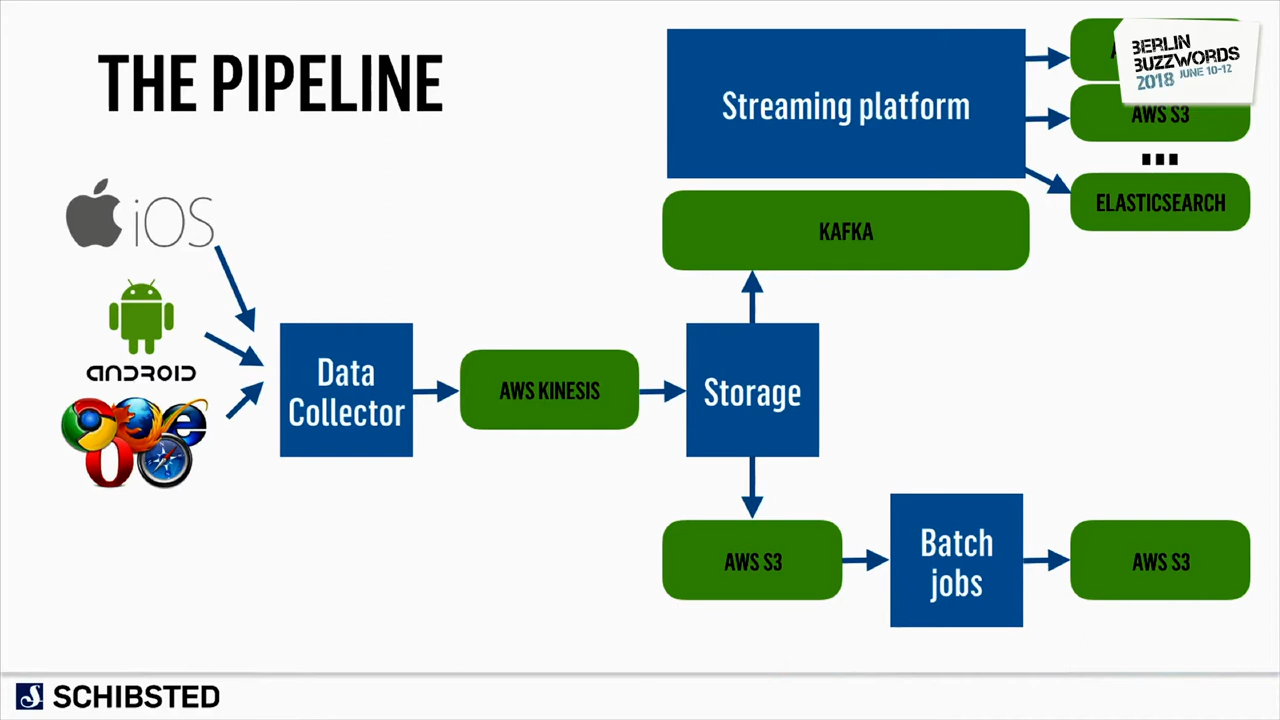 THE PIPELINE
Streaming platform
BERLIN
BUZZWORDS
2018 JUNE 10-12
AWS S3
...
ELASTICSEARCH
KAFKA
iOS
ANDROID
Data
Collector
AWS KINESIS
Storage
AWS S3
Batch
jobs
AWS S3
SCHIBSTED